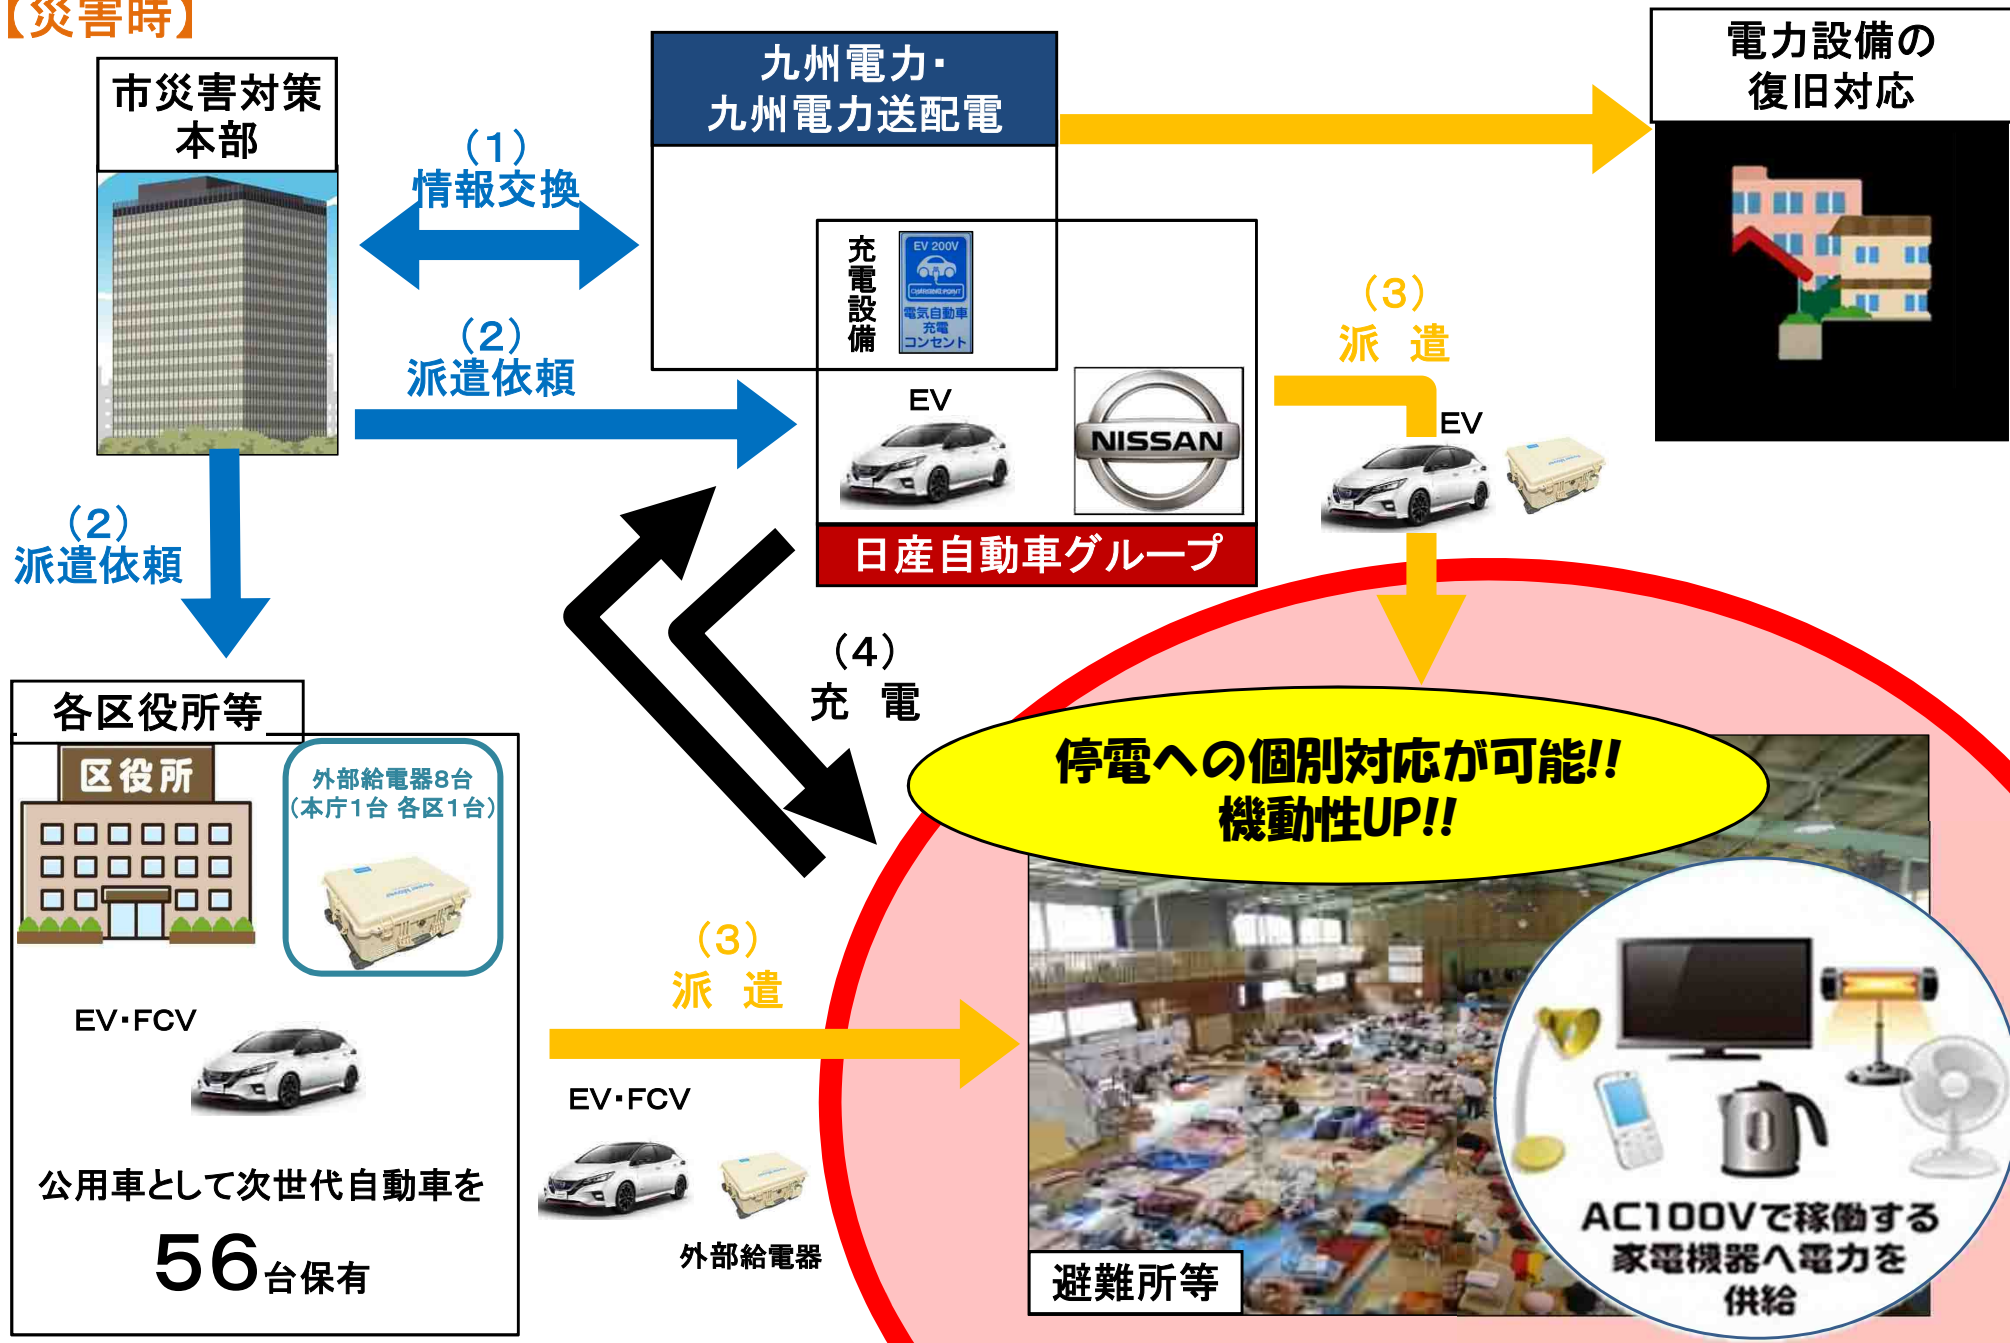 【災害時】
市災害対策
本部
(1)
情報交換
九州電力・
九州電力送配電
電力設備の
復旧対応
充電設備
EV 200V
CHARGING POINT
電気自動車
充電
コンセント
(2)
派遣依頼
EV
NISSAN
日産自動車グループ
(3)
派 遣
EV
(2)
派遣依頼
(4)
充 電
各区役所等
区役所
外部給電器8台
(本庁1台 各区1台)
EV・FCV
公用車として次世代自動車を
56台保有
(3)
派 遣
EV・FCV
外部給電器
停電への個別対応が可能!!
機動性UP!!
避難所等
AC100Vで稼働する
家電機器へ電力を
供給